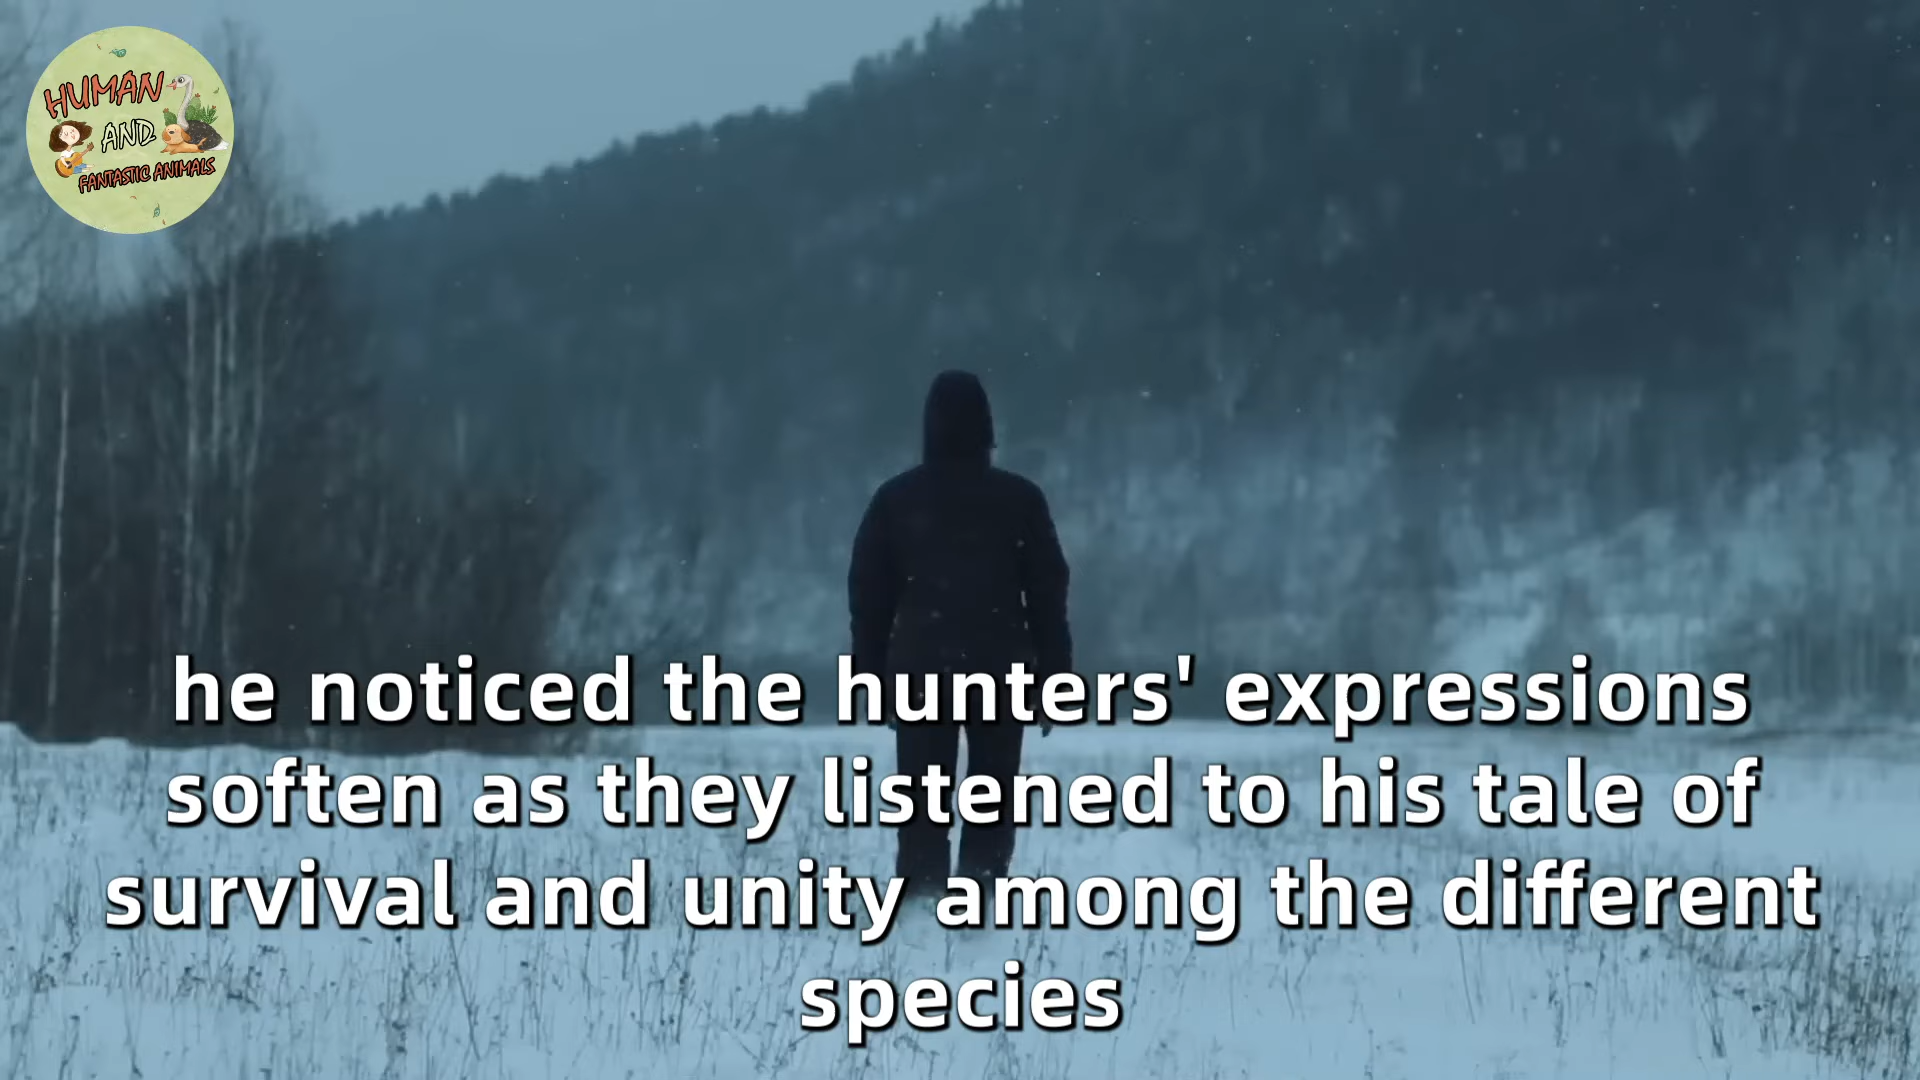 HUMAN
AND
FANTASTIC ANIMALS
he noticed the hunters' expressions
soften as they listened to his tale of
survival and unity among the different
species